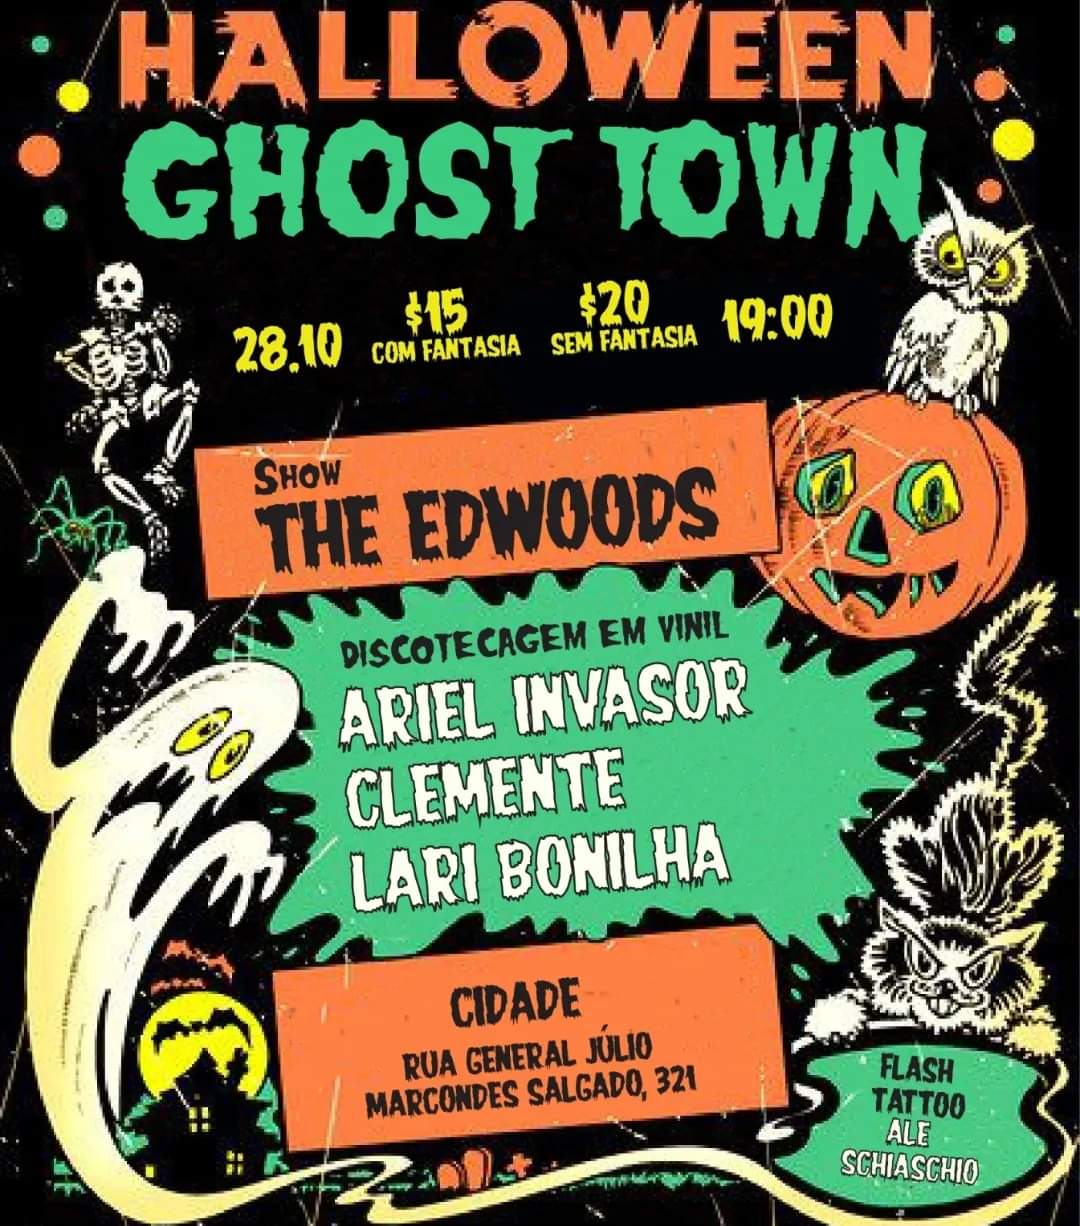 HALLOWEEN
GHOST TOWN
28.10
$15
COM FANTASIA
$20
SEM FANTASIA
19:00
SHOW
THE EDWOODS
DISCOTECAGEM EM VINIL
ARIEL INVASOR
CLEMENTE
LARI BONILHA
CIDADE
RUA GENERAL JÚLIO
MARCONDES SALGADO, 321
FLASH
TATTOO
ALE
SCHIASCHIO